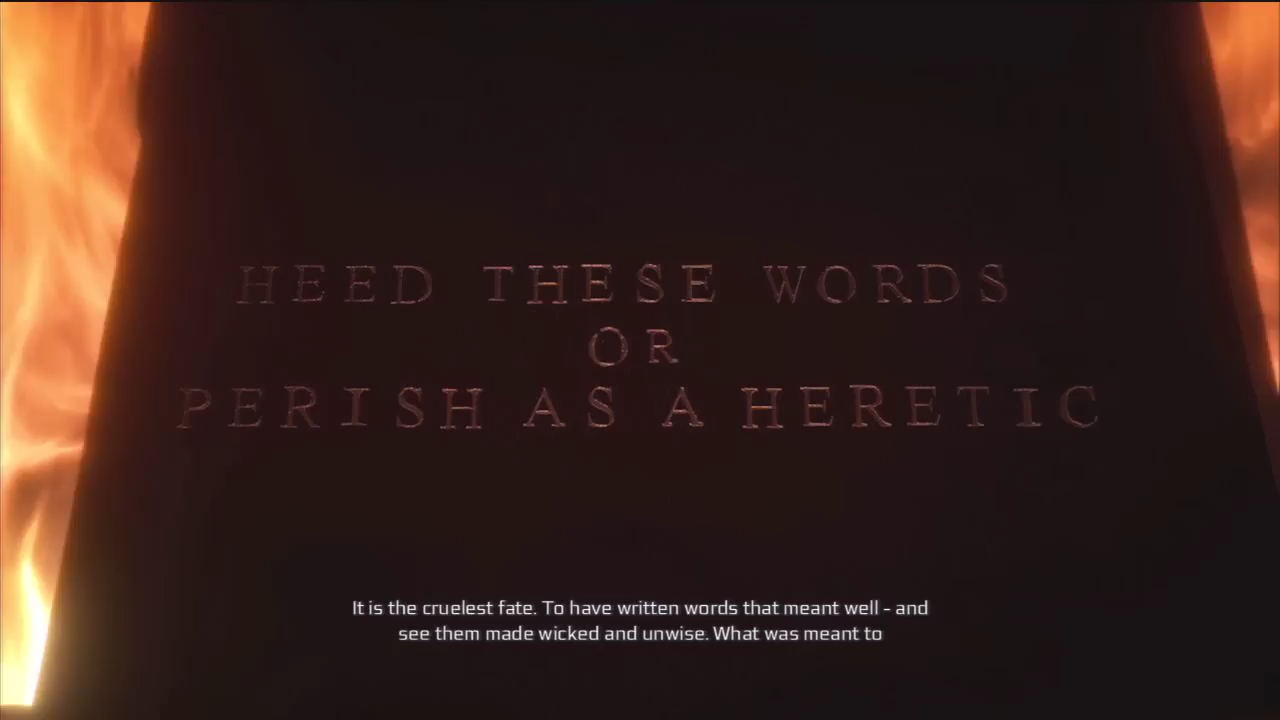 HEED THESE WORDS
OR
PERISH AS A HERETIC
It is the cruelest fate. To have written words that meant well - and
see them made wicked and unwise. What was meant to